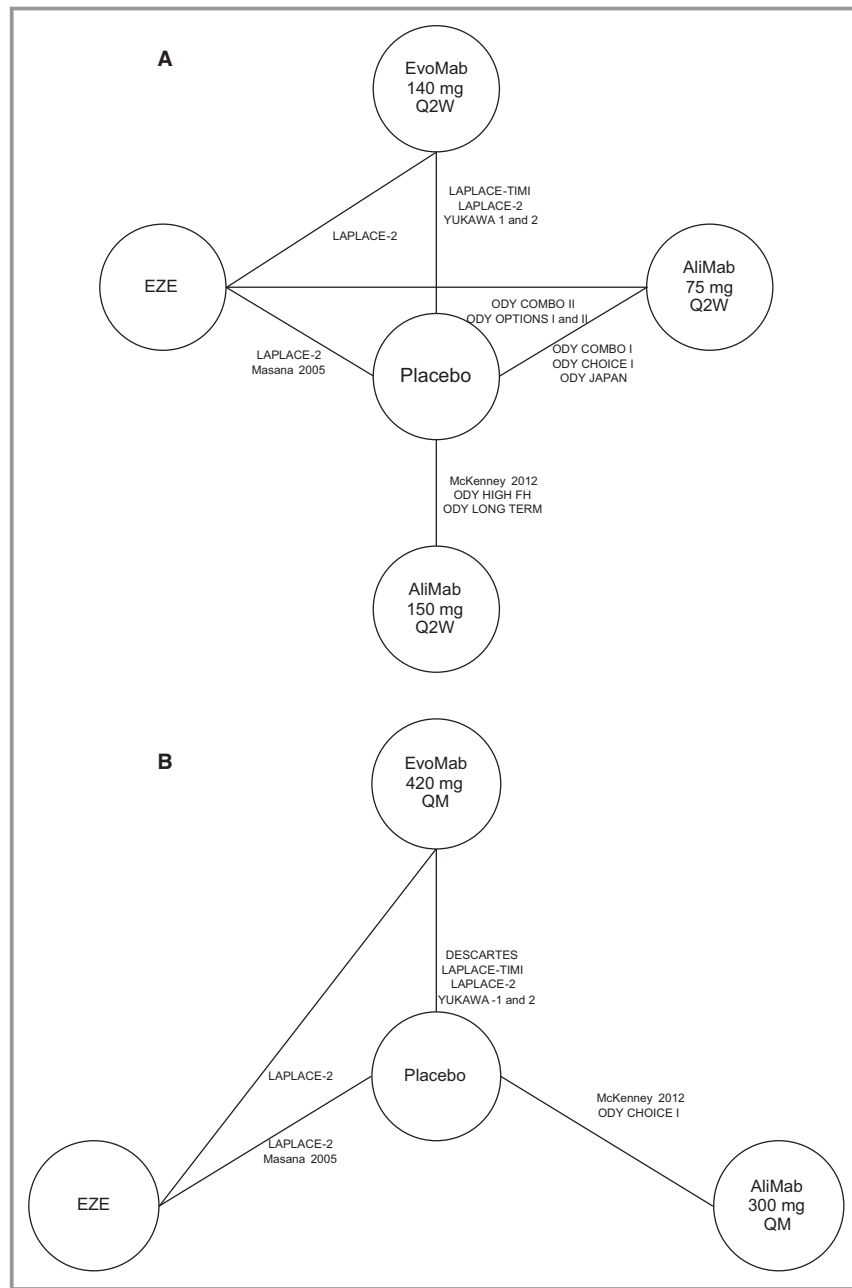 A
EvoMab
140 mg
Q2W
LAPLACE-TIMI
LAPLACE-2
YUKAWA 1 and 2
LAPLACE-2
EZE
AliMab
75 mg
Q2W
ODY COMBO II
ODY OPTIONS I and II
LAPLACE-2
Masana 2005
Placebo
ODY COMBO I
ODY CHOICE I
ODY JAPAN
McKenney 2012
ODY HIGH FH
ODY LONG TERM
AliMab
150 mg
Q2W
B
EvoMab
420 mg
QM
DESCARTES
LAPLACE-TIMI
LAPLACE-2
YUKAWA -1 and 2
LAPLACE-2
Placebo
McKenney 2012
ODY CHOICE I
LAPLACE-2
Masana 2005
EZE
AliMab
300 mg
QM